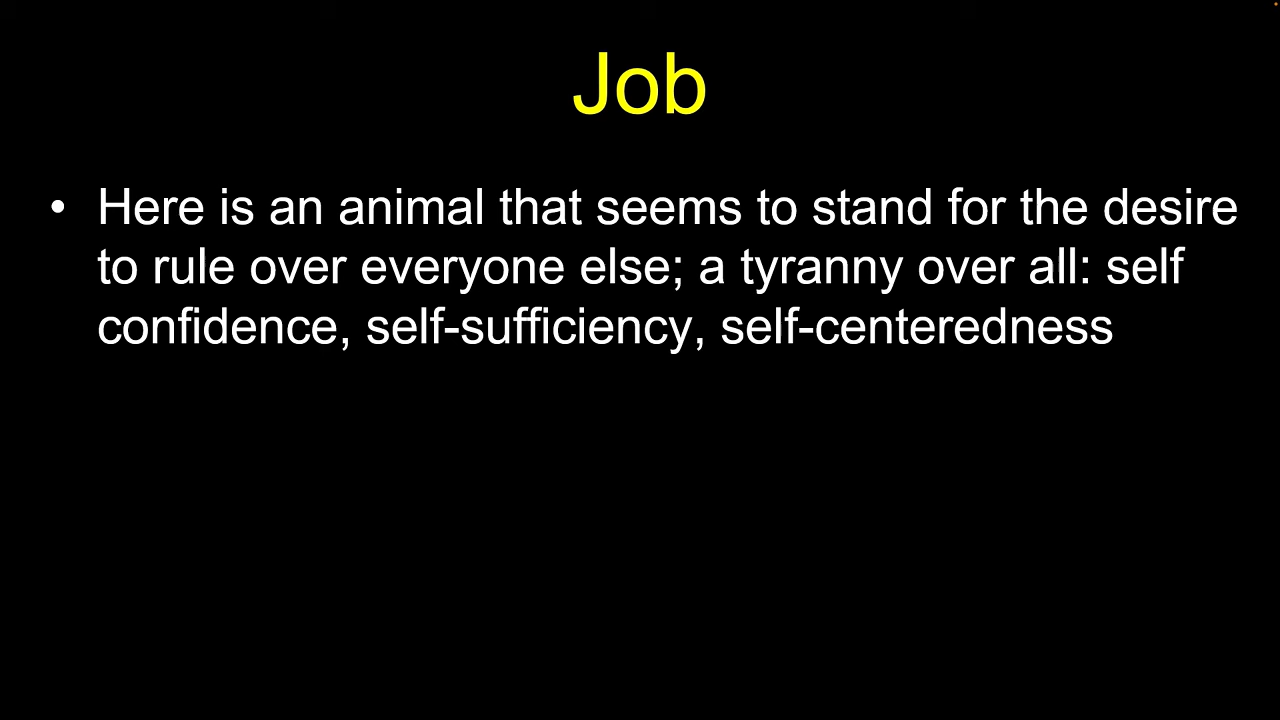 Job
• Here is an animal that seems to stand for the desire
to rule over everyone else; a tyranny over all: self
confidence, self-sufficiency, self-centeredness